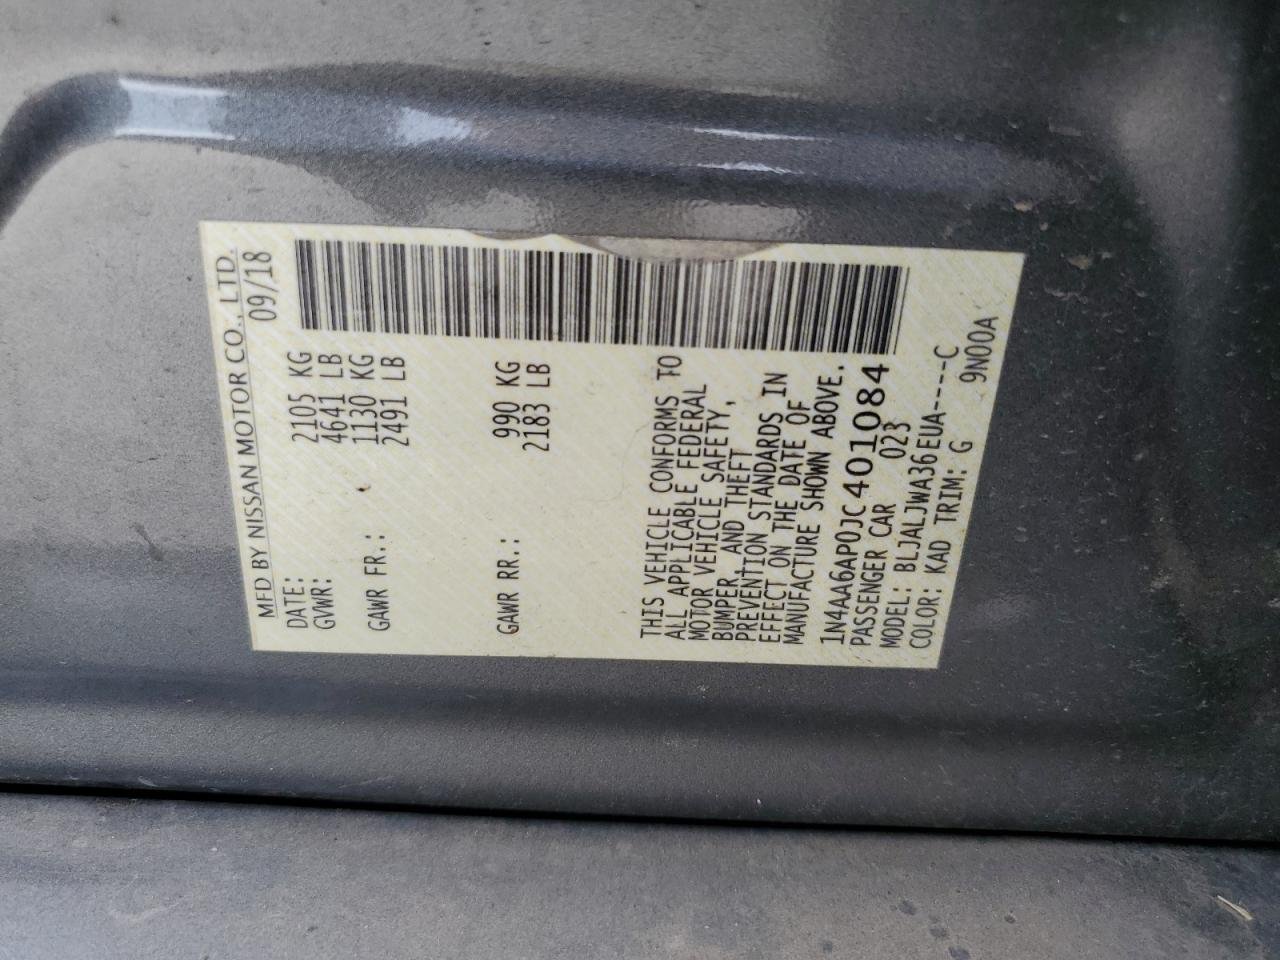 MFD BY NISSAN MOTOR CO., LTD.
DATE: 09/18
GVWR: 2105 KG
4641 LB
GAWR FR.: 1130 KG
2491 LB
GAWR RR.: 990 KG
2183 LB
THIS VEHICLE CONFORMS TO
ALL APPLICABLE FEDERAL
MOTOR VEHICLE SAFETY,
BUMPER, AND THEFT
PREVENTION STANDARDS IN
EFFECT ON THE DATE OF
MANUFACTURE SHOWN ABOVE.
1N4AA6AP0JC401084
PASSENGER CAR 023
MODEL: BLJALJWA36EUA-----C
COLOR: KAD TRIM: G 9N00A